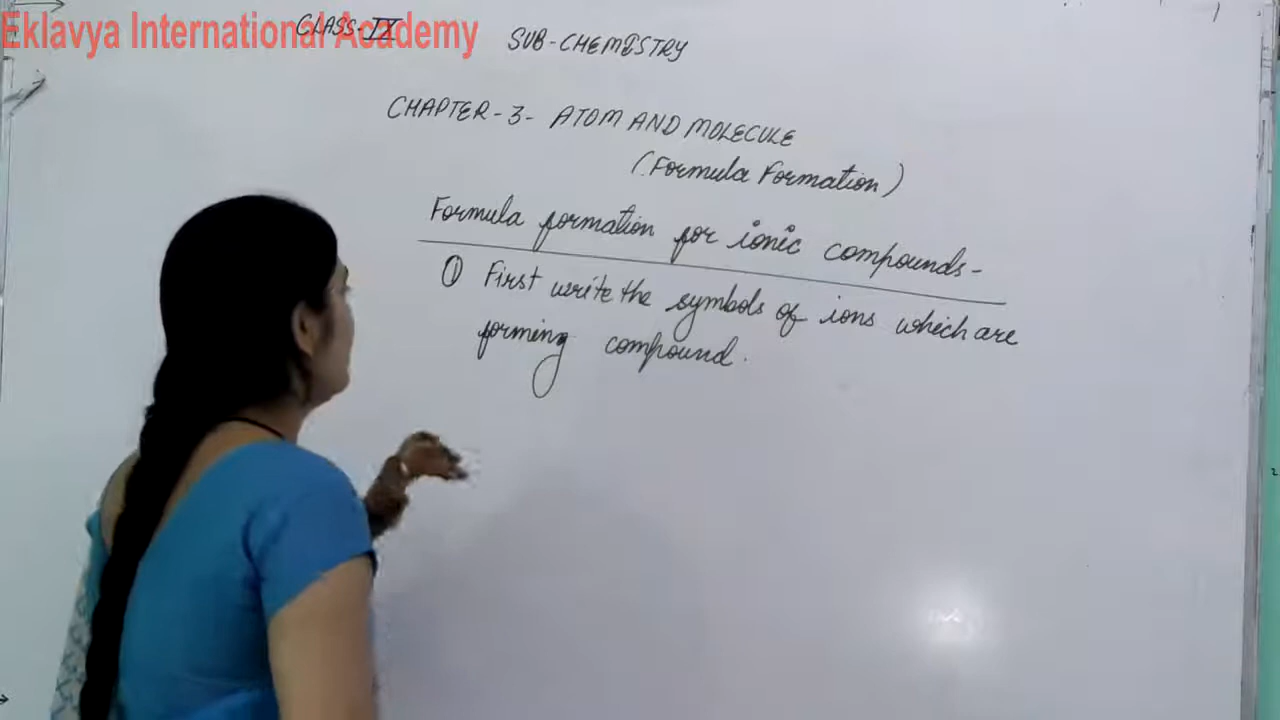 Eklavya International Academy
CLASS-IX
SUB-CHEMISTRY
CHAPTER-3- ATOM AND MOLECULE
(Formula Formation)
Formula formation for ionic compounds-
① First write the symbols of ions which are
forming compound.